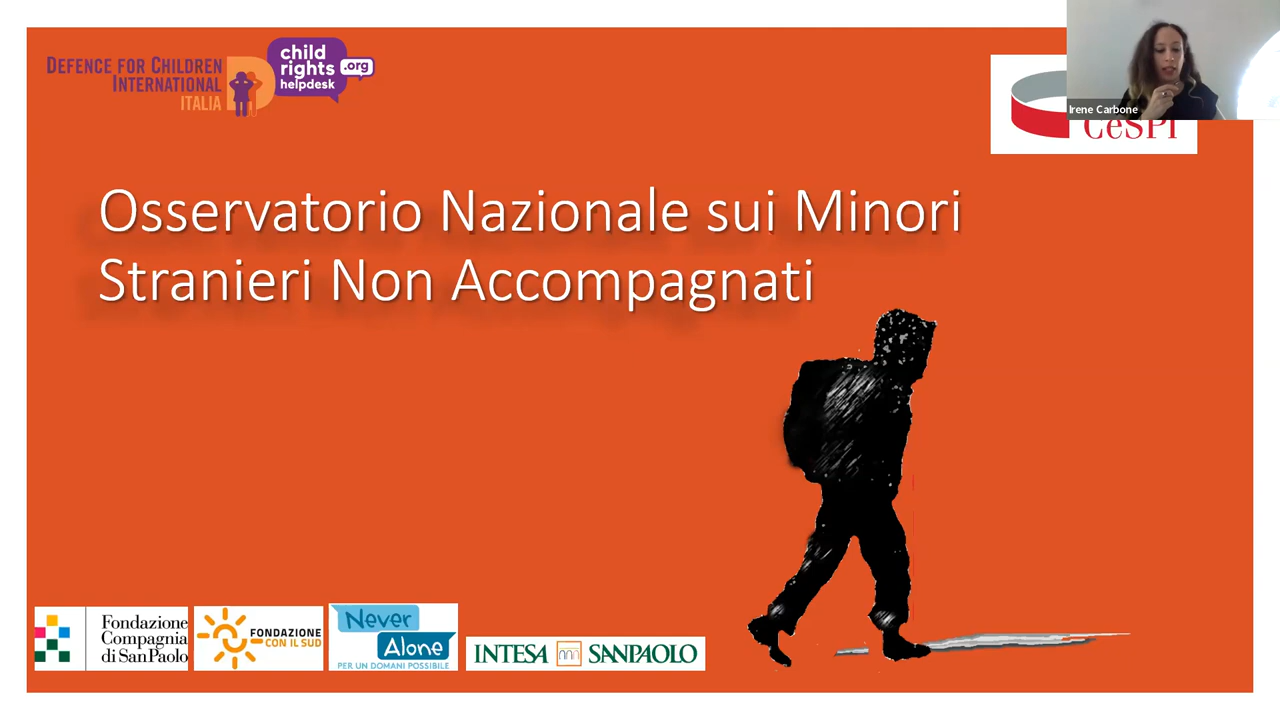 DEFENCE FOR CHILDREN
INTERNATIONAL
ITALIA
child
rights
.org
helpdesk
Irene Carbone
CeSPI
Osservatorio Nazionale sui Minori
Stranieri Non Accompagnati
Fondazione
Compagnia
di San Paolo
FONDAZIONE
CON IL SUD
Never
Alone
PER UN DOMANI POSSIBILE
INTESA SANPAOLO